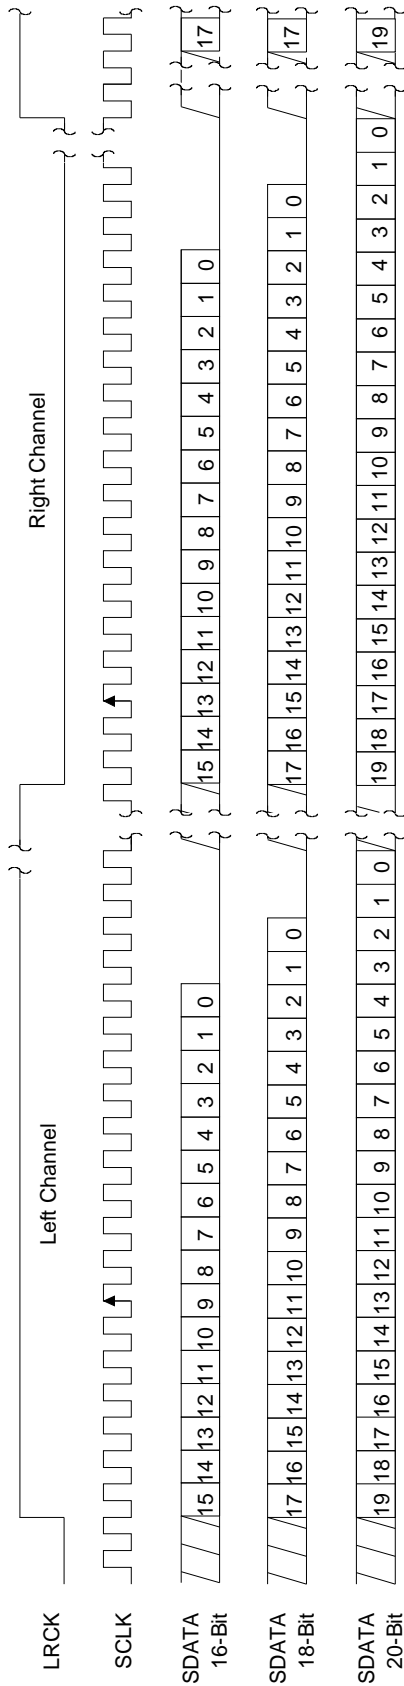 LRCK Left Channel Right Channel
SCLK
SDATA
16-Bit
15 14 13 12 11 10 9 8 7 6 5 4 3 2 1 0 15 14 13 12 11 10 9 8 7 6 5 4 3 2 1 0 17
SDATA
18-Bit
17 16 15 14 13 12 11 10 9 8 7 6 5 4 3 2 1 0 17 16 15 14 13 12 11 10 9 8 7 6 5 4 3 2 1 0 17
SDATA
20-Bit
19 18 17 16 15 14 13 12 11 10 9 8 7 6 5 4 3 2 1 0 19 18 17 16 15 14 13 12 11 10 9 8 7 6 5 4 3 2 1 0 19